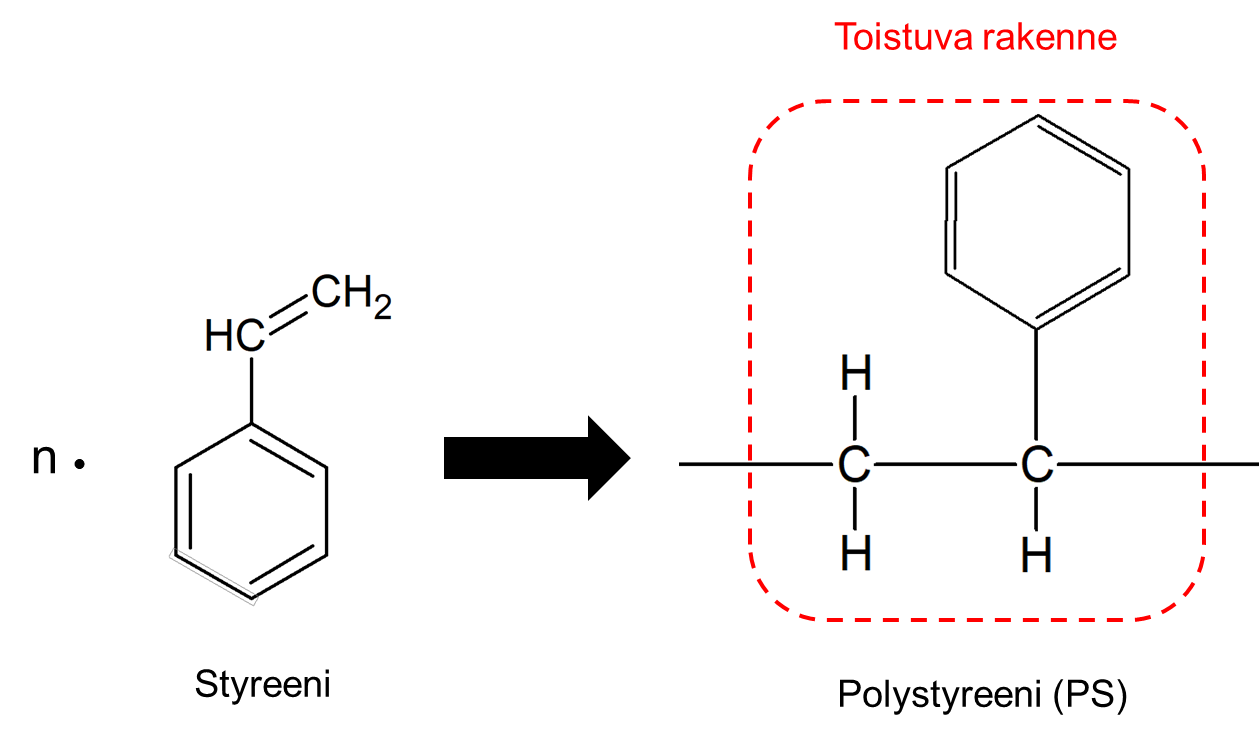 Toistuva rakenne
CH2
HC
n •
H
C C
H H
Styreeni
Polystyreeni (PS)